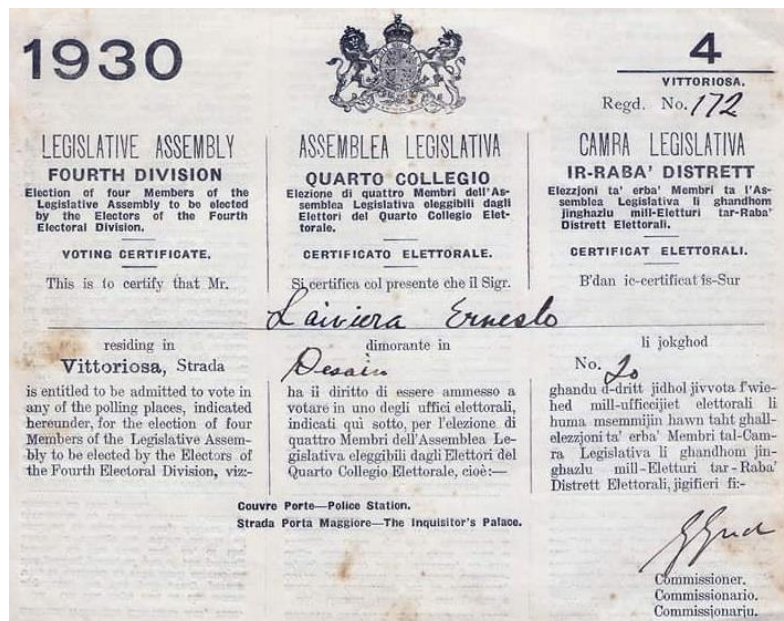 1930
4
VITTORIOSA.
Regd. No. 172
LEGISLATIVE ASSEMBLY
FOURTH DIVISION
Election of four Members of the
Legislative Assembly to be elected
by the Electors of the Fourth
Electoral Division.
VOTING CERTIFICATE.
This is to certify that Mr.
ASSEMBLEA LEGISLATIVA
QUARTO COLLEGIO
Elezione di quattro Membri dell'As-
semblea Legislativa eleggibili dagli
Elettori del Quarto Collegio Elet-
torale.
CERTIFICATO ELETTORALE.
Si certifica col presente che il Sigr.
CAMRA LEGISLATIVA
IR-RABA' DISTRETT
Elezzjoni ta' erba' Membri ta l'As-
semblea Legislativa li ghandhom
jinghazlu mill-Eletturi tar-Raba'
Distrett Elettorali.
CERTIFICAT ELETTORALI.
B'dan ic-certificat is-Sur
Laiviera Ernesto
residing in
Vittoriosa, Strada
is entitled to be admitted to vote in
any of the polling places, indicated
hereunder, for the election of four
Members of the Legislative Assem-
bly to be elected by the Electors of
the Fourth Electoral Division, viz:-
dimorante in
Desain
ha il diritto di essere ammesso a
votare in uno degli uffici elettorali,
indicati quì sotto, per l'elezione di
quattro Membri dell'Assemblea Le-
gislativa eleggibili dagli Elettori del
Quarto Collegio Elettorale, cioè:—
li jokghod
No. 20
ghandu d-dritt jidhol jivvota f'wie-
hed mill-ufficijiet elettorali li
huma msemmijin hawn taht ghall-
elezzjoni ta' erba' Membri tal-Cam-
ra Legislativa li ghandhom jin-
ghazlu mill-Eletturi tar-Raba'
Distrett Elettorali, jigifieri fi:-
Couvre Porte—Police Station.
Strada Porta Maggiore—The Inquisitor's Palace.
Commissioner.
Commissionario.
Commissjonarju.